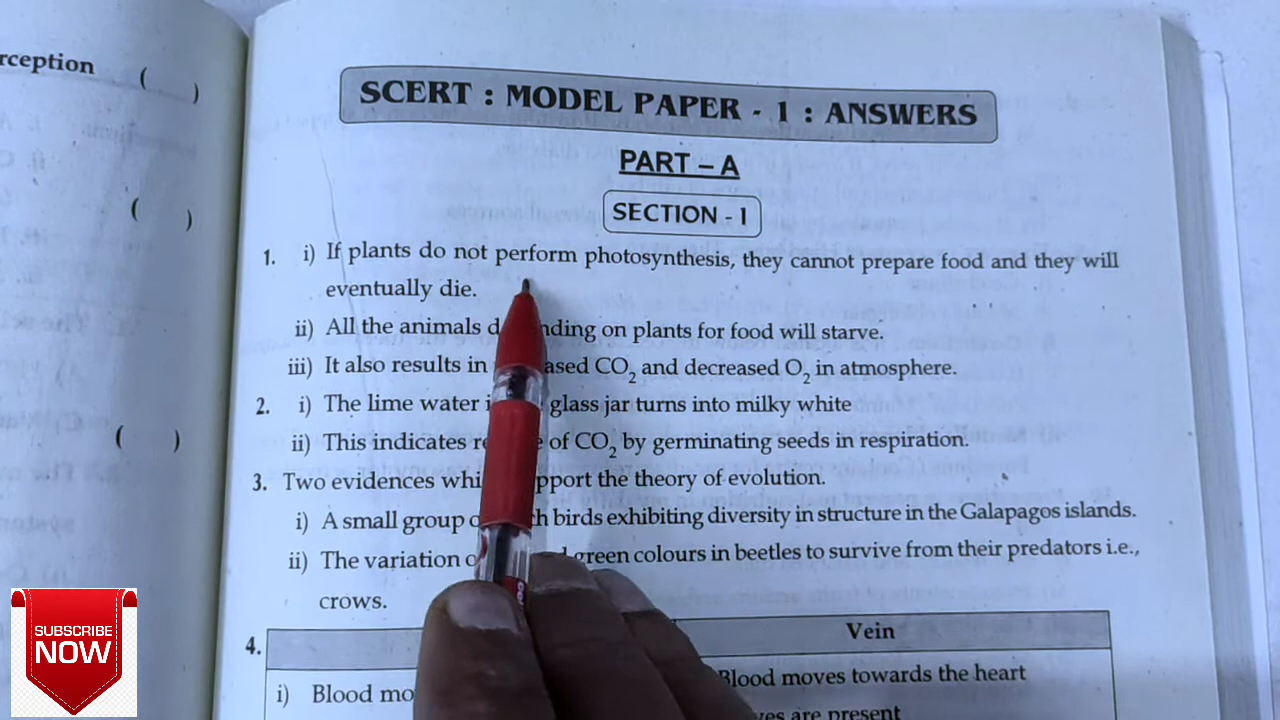 rception ( )
( )
( )
SCERT : MODEL PAPER - 1 : ANSWERS
PART – A
SECTION - 1
1. i) If plants do not perform photosynthesis, they cannot prepare food and they will
eventually die.
ii) All the animals d nding on plants for food will starve.
iii) It also results in ased CO2 and decreased O2 in atmosphere.
2. i) The lime water glass jar turns into milky white
ii) This indicates re of CO2 by germinating seeds in respiration.
3. Two evidences whi pport the theory of evolution.
i) A small group birds exhibiting diversity in structure in the Galapagos islands.
ii) The variation green colours in beetles to survive from their predators i.e.,
crows.
4.
Vein
i) Blood mo
Blood moves towards the heart
are present
SUBSCRIBE
NOW